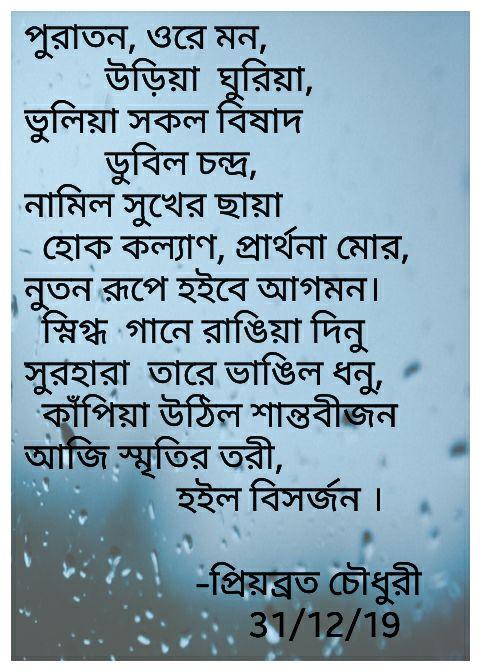 পুরাতন, ওরে মন,
উড়িয়া ঘুরিয়া,
ভুলিয়া সকল বিষাদ
ডুবিল চন্দ্র,
নামিল সুখের ছায়া
হোক কল্যাণ, প্রার্থনা মোর,
নুতন রূপে হইবে আগমন।
স্নিগ্ধ গানে রাঙিয়া দিনু
সুরহারা তারে ভাঙিল ধনু,
কাঁপিয়া উঠিল শান্তবীজন
আজি স্মৃতির তরী,
হইল বিসর্জন ।
-প্রিয়ব্রত চৌধুরী
31/12/19